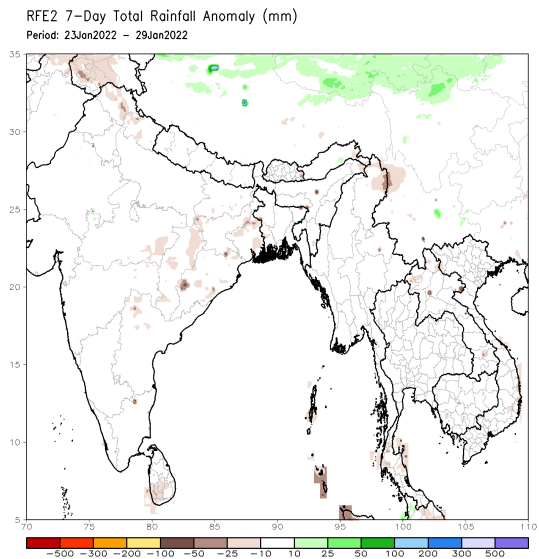 RFE2 7-Day Total Rainfall Anomaly (mm)
Period: 23Jan2022 - 29Jan2022
35
30
25
20
15
10
5
70 75 80 85 90 95 100 105 110
-500 -300 -200 -100 -50 -25 -10 10 25 50 100 200 300 500